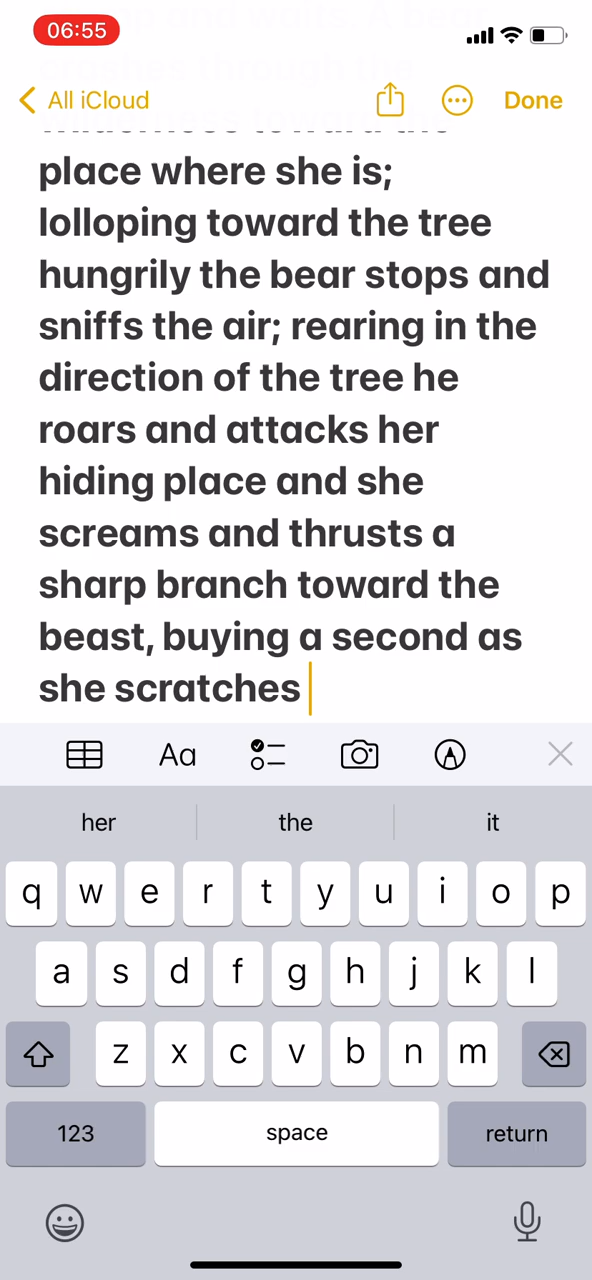 06:55
All iCloud
Done
place where she is;
lolloping toward the tree
hungrily the bear stops and
sniffs the air; rearing in the
direction of the tree he
roars and attacks her
hiding place and she
screams and thrusts a
sharp branch toward the
beast, buying a second as
she scratches
Aa
her the it
q w e r t y u i o p
a s d f g h j k l
z x c v b n m
123 space return